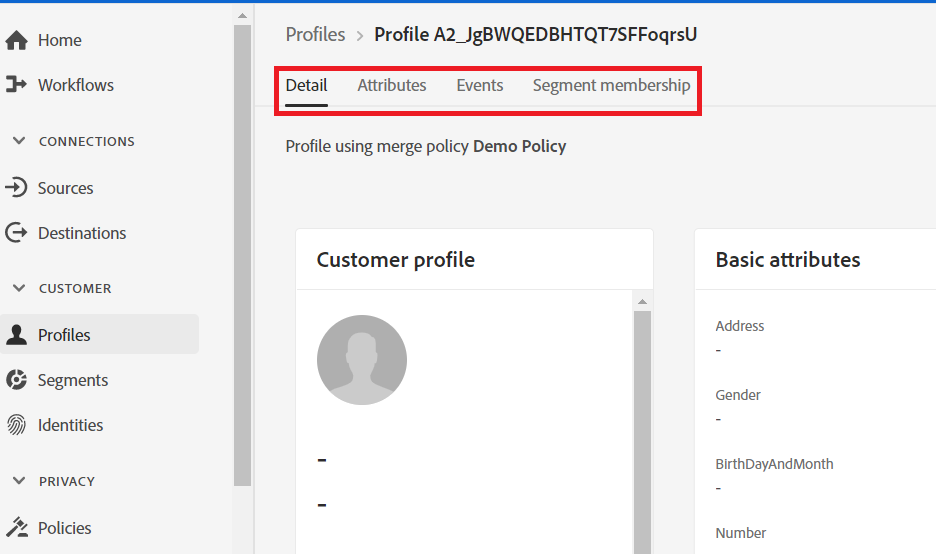 Home
Workflows
CONNECTIONS
Sources
Destinations
CUSTOMER
Profiles
Segments
Identities
PRIVACY
Policies
Profiles > Profile A2_JgBWQEDBHTQT7SFFoqrsU
Detail Attributes Events Segment membership
Profile using merge policy Demo Policy
Customer profile
-
-
Basic attributes
Address
-
Gender
-
BirthDayAndMonth
-
Number